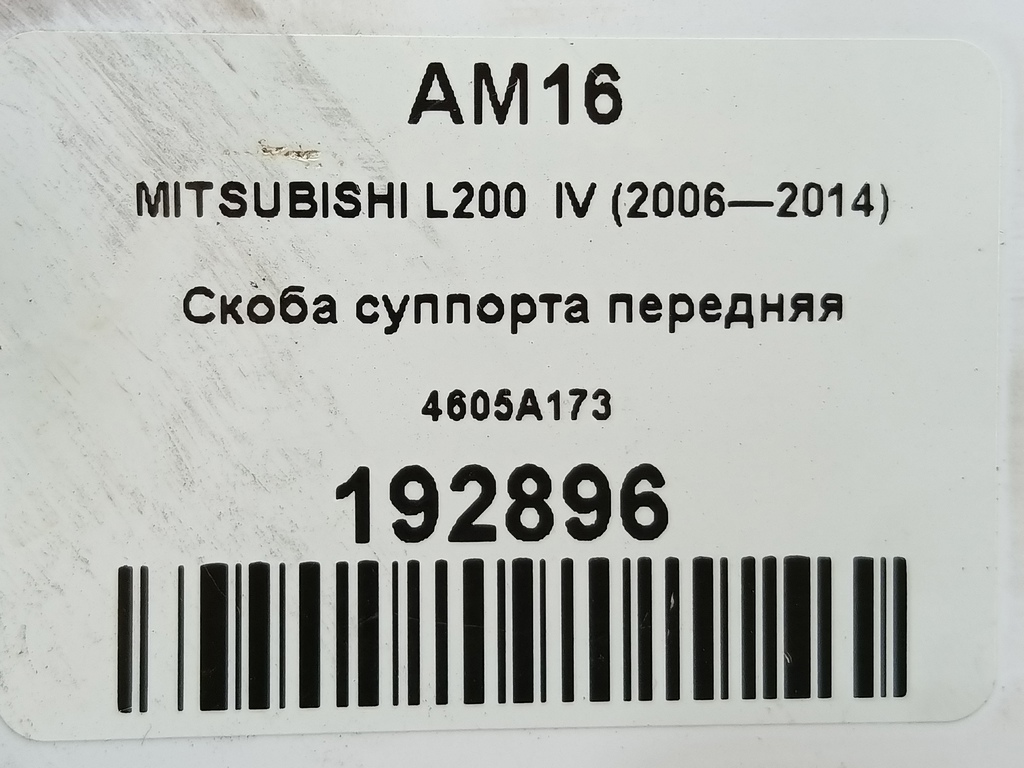 AM16
MITSUBISHI L200 IV (2006—2014)
Скоба суппорта передняя
4605A173
192896